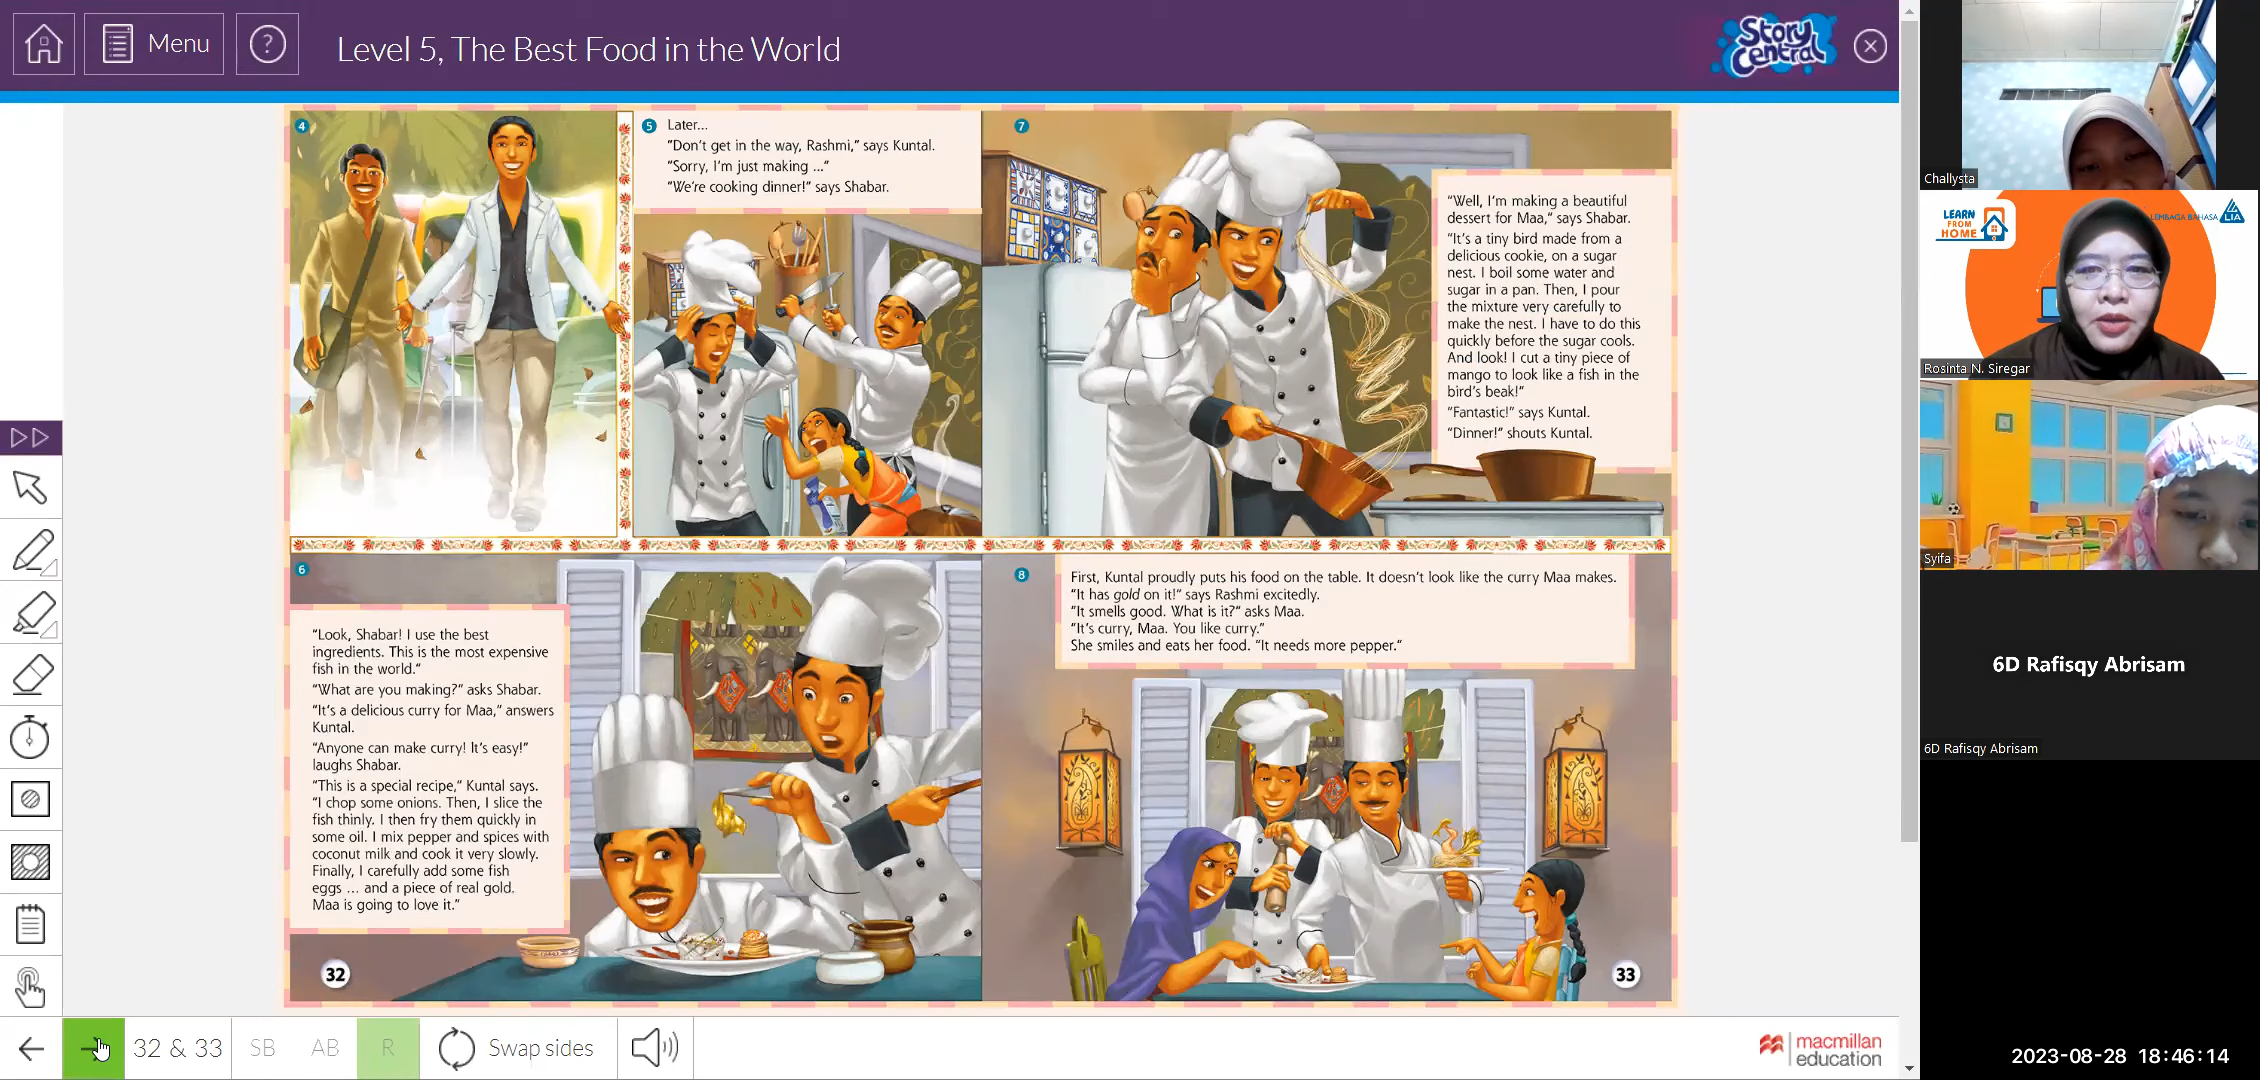 Menu
?
Level 5, The Best Food in the World
Story
Central
4
5
Later...
“Don’t get in the way, Rashmi,” says Kuntal.
“Sorry, I’m just making ...”
“We’re cooking dinner!” says Shabar.
7
“Well, I’m making a beautiful
dessert for Maa,” says Shabar.
“It’s a tiny bird made from a
delicious cookie, on a sugar
nest. I boil some water and
sugar in a pan. Then, I pour
the mixture very carefully to
make the nest. I have to do this
quickly before the sugar cools.
And look! I cut a tiny piece of
mango to look like a fish in the
bird’s beak!”
“Fantastic!” says Kuntal.
“Dinner!” shouts Kuntal.
6
“Look, Shabar! I use the best
ingredients. This is the most expensive
fish in the world.”
“What are you making?” asks Shabar.
“It’s a delicious curry for Maa,” answers
Kuntal.
“Anyone can make curry! It’s easy!”
laughs Shabar.
“This is a special recipe,” Kuntal says.
“I chop some onions. Then, I slice the
fish thinly. I then fry them quickly in
some oil. I mix pepper and spices with
coconut milk and cook it very slowly.
Finally, I carefully add some fish
eggs ... and a piece of real gold.
Maa is going to love it.”
32
8
First, Kuntal proudly puts his food on the table. It doesn’t look like the curry Maa makes.
“It has gold on it!” says Rashmi excitedly.
“It smells good. What is it?” asks Maa.
“It’s curry, Maa. You like curry.”
She smiles and eats her food. “It needs more pepper.”
33
32 & 33
SB
AB
R
Swap sides
macmillan
education
Challysta
LEARN
FROM
HOME
LEMBAGA BAHASA LIA
Rosinta N. Siregar
Syifa
6D Rafisqy Abrisam
6D Rafisqy Abrisam
2023-08-28 18:46:14